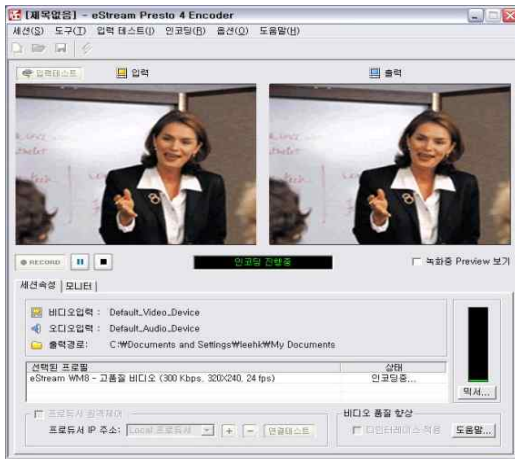 [제목없음] - eStream Presto 4 Encoder
세션(S) 도구(T) 입력 테스트(I) 인코딩(R) 옵션(O) 도움말(H)
입력테스트 입력 출력
RECORD 인코딩 진행중 녹화중 Preview 보기
세션속성 모니터
비디오입력 : Default_Video_Device
오디오입력 : Default_Audio_Device
출력경로: C:₩Documents and Settings₩leehk₩My Documents
선택된 프로필 상태
eStream WM8 - 고품질 비디오 (300 Kbps, 320X240, 24 fps) 인코딩중...
믹서...
프로듀서 원격제어 비디오 품질 향상
프로듀서 IP 주소: Local 프로듀서 + - 연결테스트 디인터레이스 적용 도움말...